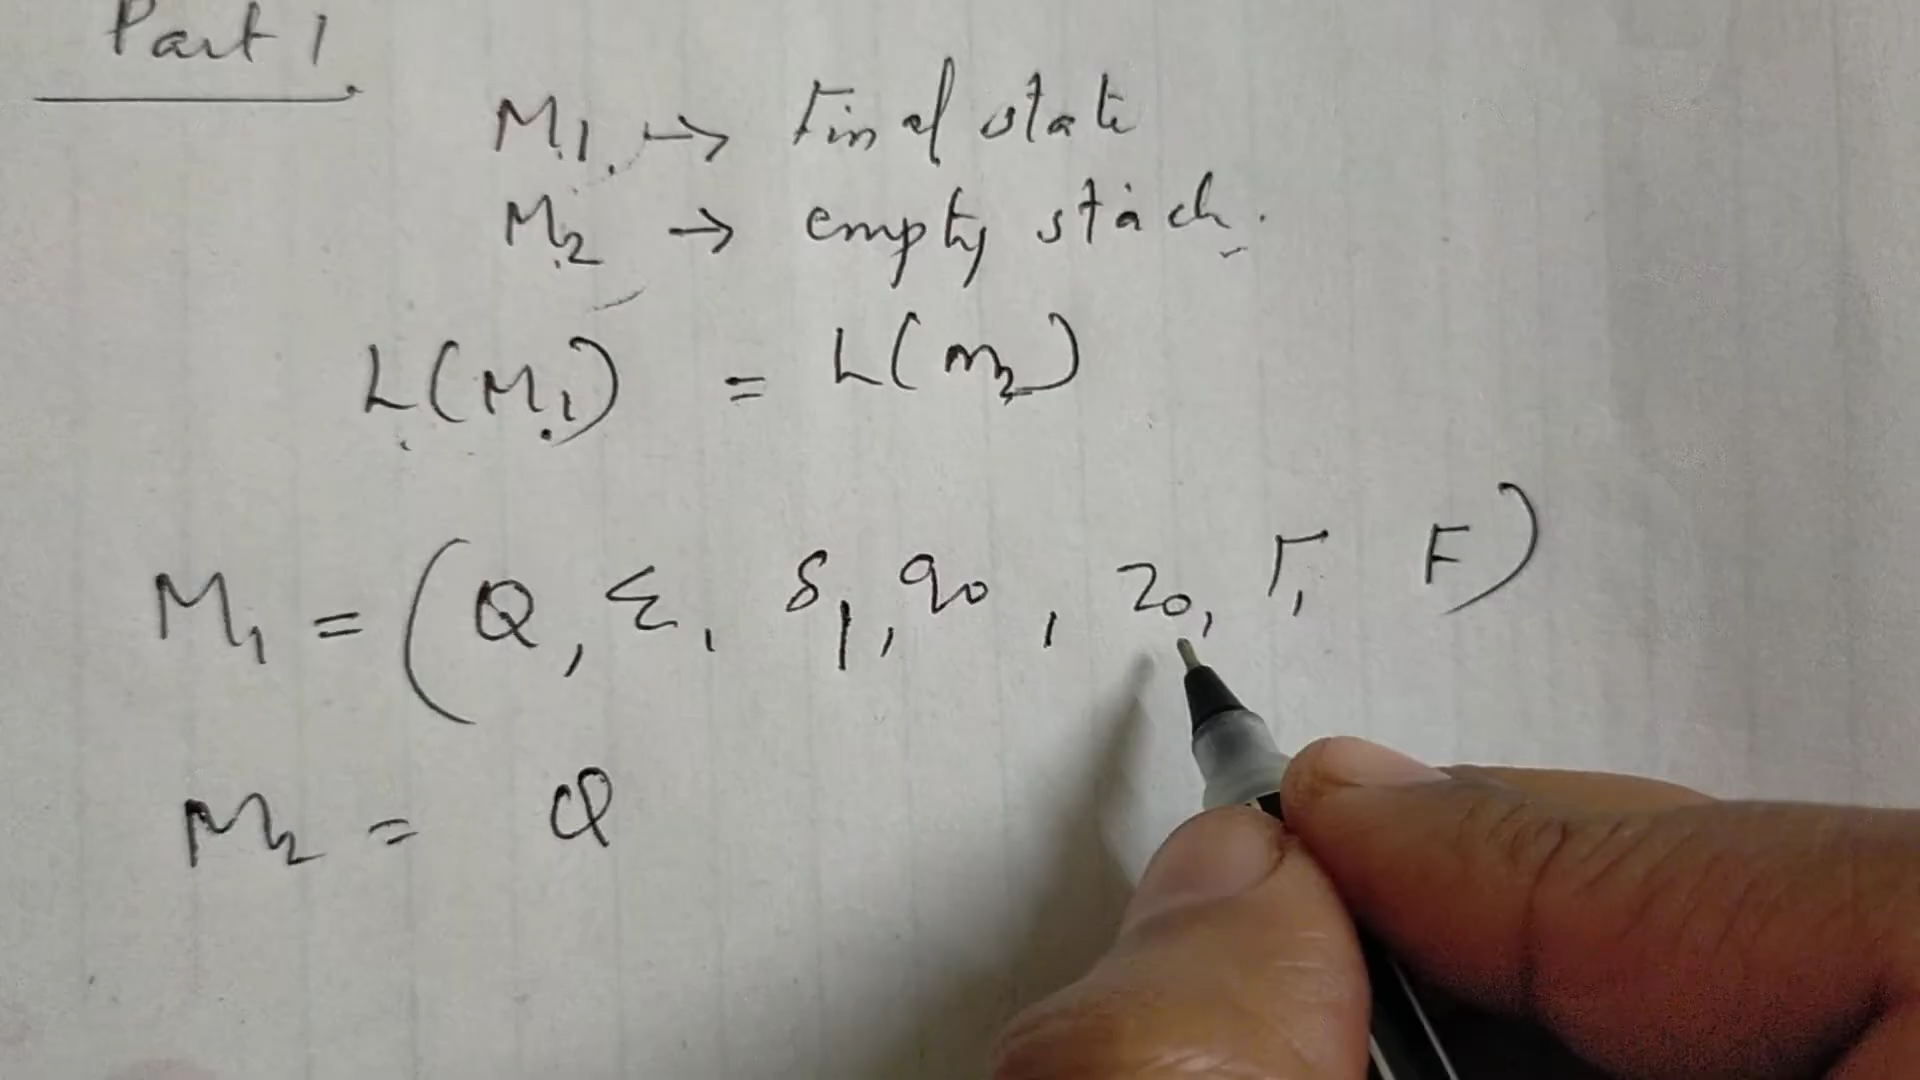 Part 1
M1 → Final state
M2 → empty stack.
L(M1) = L(m2)
M1 = (Q, Σ, δ1, q0, z0, Γ, F)
M2 = Q